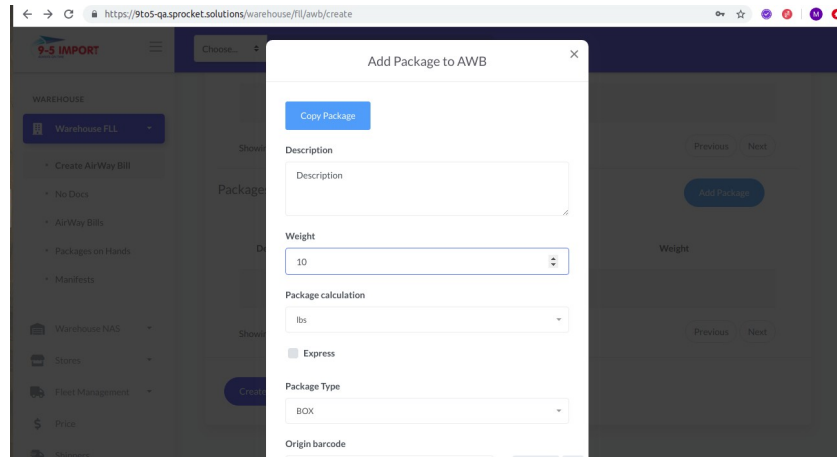 https://9to5-qa.sprocket.solutions/warehouse/fll/awb/create
M
9-5 IMPORT
Choose...
Add Package to AWB
×
WAREHOUSE
Warehouse FLL
Create AirWay Bill
No Docs
AirWay Bills
Packages on Hands
Manifests
Warehouse NAS
Stores
Fleet Management
Price
Copy Package
Description
Description
Weight
10
Package calculation
lbs
Express
Package Type
BOX
Origin barcode
Previous Next
Add Package
Weight
Previous Next